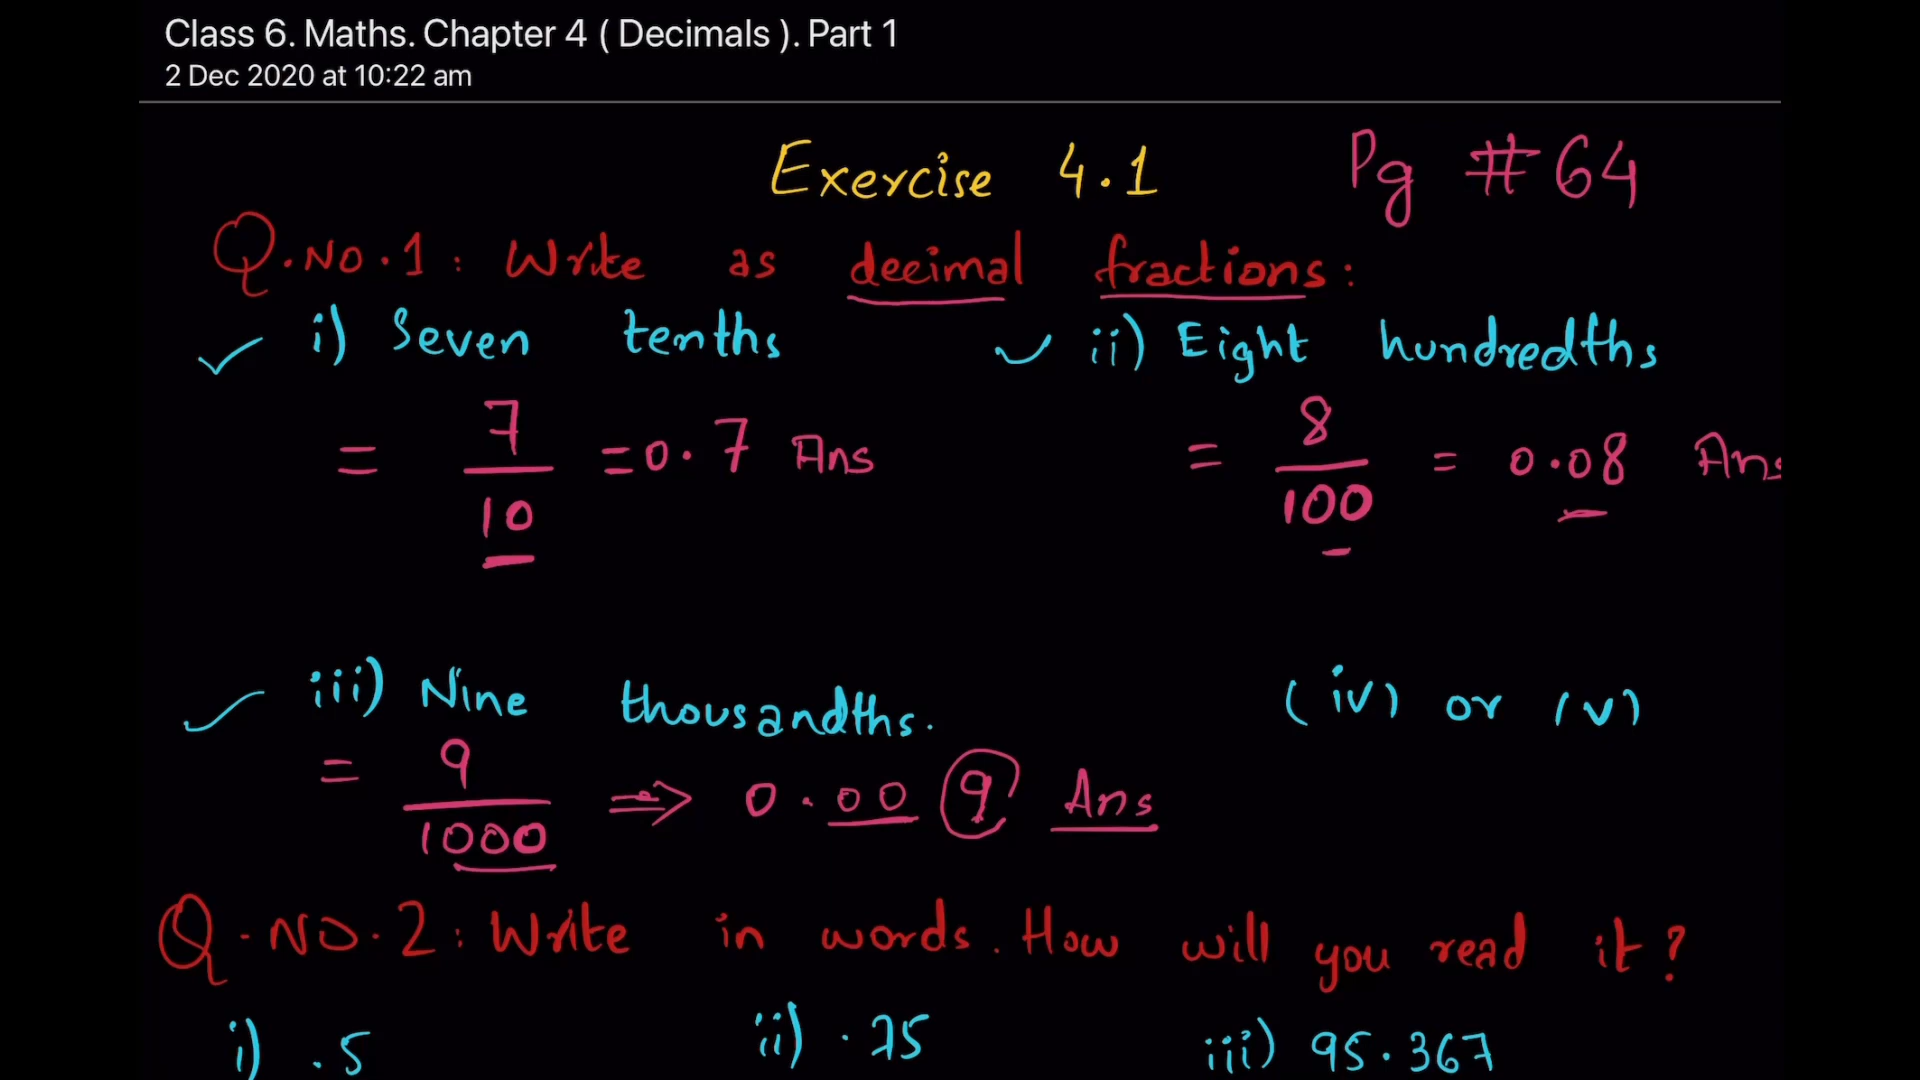 Class 6. Maths. Chapter 4 ( Decimals ). Part 1
2 Dec 2020 at 10:22 am
Exercise 4.1 Pg # 64
Q.NO.1: Write as decimal fractions:
i) Seven tenths ii) Eight hundredths
= 7/10 = 0.7 Ans = 8/100 = 0.08 Ans
iii) Nine thousandths. (iv) or (v)
= 9/1000 ⇒ 0.009 Ans
Q.NO.2: Write in words. How will you read it?
i) .5 ii) .75 iii) 95.367